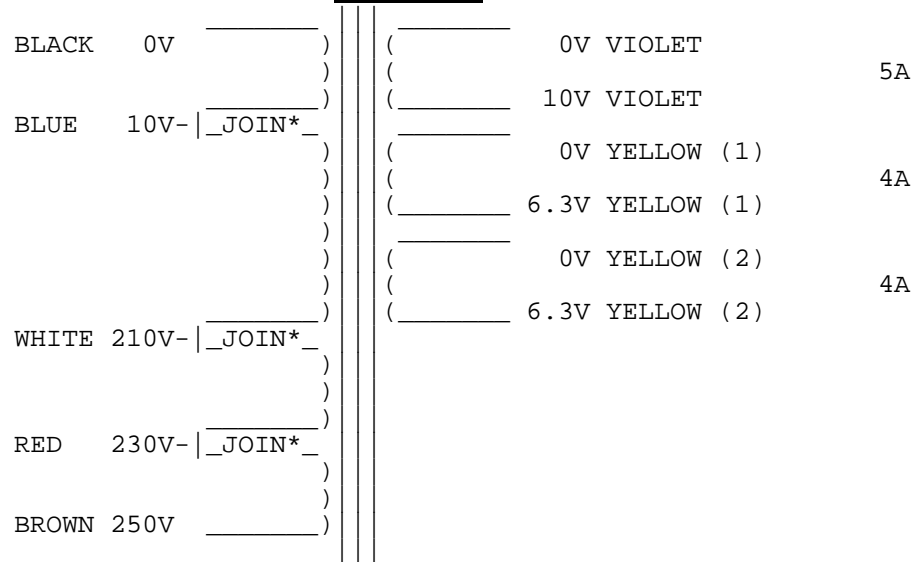 BLACK 0V 0V VIOLET
5A
10V VIOLET
BLUE 10V-|_JOIN*_
0V YELLOW (1)
4A
6.3V YELLOW (1)
0V YELLOW (2)
4A
6.3V YELLOW (2)
WHITE 210V-|_JOIN*_
RED 230V-|_JOIN*_
BROWN 250V